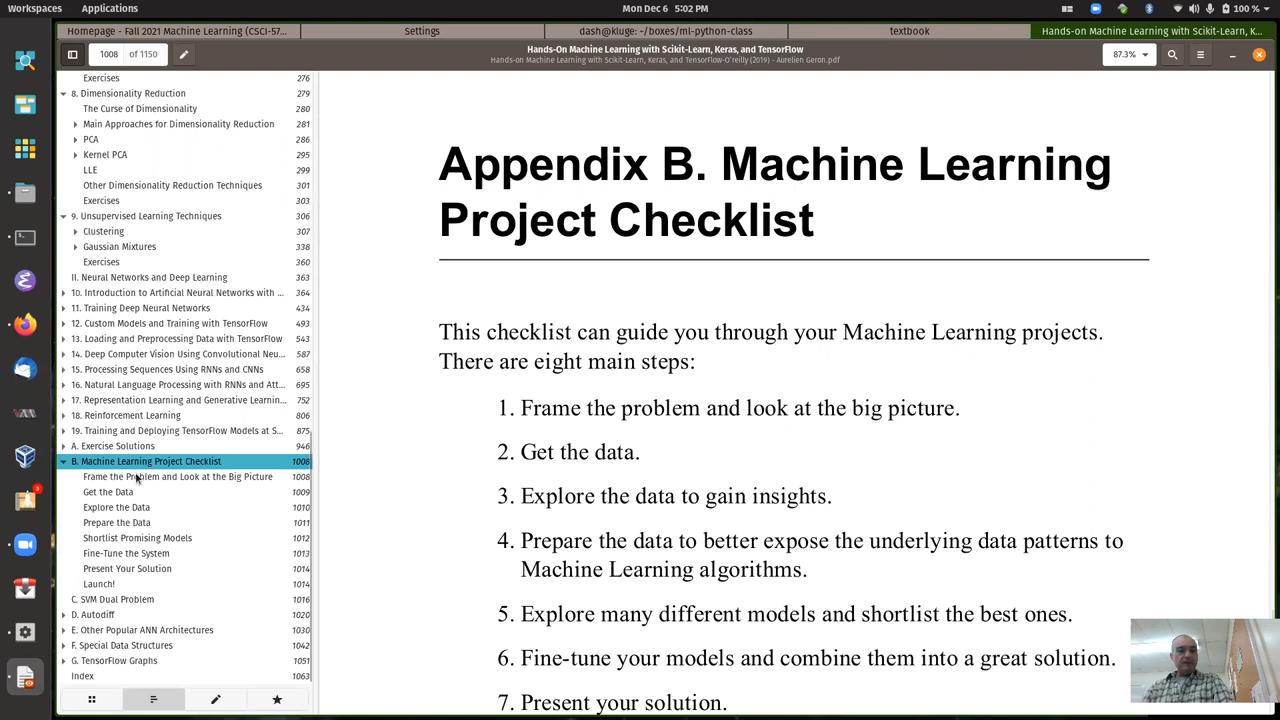 Workspaces Applications Mon Dec 6 5:02 PM 100 %
Homepage - Fall 2021 Machine Learning (CSCI-57... Settings dash@kluge: ~/boxes/ml-python-class textbook Hands-On Machine Learning with Scikit-Learn, K...
1008 of 1150
Hands-On Machine Learning with Scikit-Learn, Keras, and TensorFlow
Hands-on Machine Learning with Scikit-Learn, Keras, and TensorFlow-O'reilly (2019) - Aurelien Geron.pdf
87.3%
Exercises 276
8. Dimensionality Reduction 279
The Curse of Dimensionality 280
Main Approaches for Dimensionality Reduction 281
PCA 286
Kernel PCA 295
LLE 299
Other Dimensionality Reduction Techniques 301
Exercises 303
9. Unsupervised Learning Techniques 306
Clustering 307
Gaussian Mixtures 338
Exercises 360
II. Neural Networks and Deep Learning 363
10. Introduction to Artificial Neural Networks with ... 364
11. Training Deep Neural Networks 434
12. Custom Models and Training with TensorFlow 493
13. Loading and Preprocessing Data with TensorFlow 543
14. Deep Computer Vision Using Convolutional Neu... 587
15. Processing Sequences Using RNNs and CNNs 658
16. Natural Language Processing with RNNs and Att... 695
17. Representation Learning and Generative Learnin... 752
18. Reinforcement Learning 806
19. Training and Deploying TensorFlow Models at S... 875
A. Exercise Solutions 946
B. Machine Learning Project Checklist 1008
Frame the Problem and Look at the Big Picture 1008
Get the Data 1009
Explore the Data 1010
Prepare the Data 1011
Shortlist Promising Models 1012
Fine-Tune the System 1013
Present Your Solution 1014
Launch! 1014
C. SVM Dual Problem 1016
D. Autodiff 1020
E. Other Popular ANN Architectures 1030
F. Special Data Structures 1042
G. TensorFlow Graphs 1051
Index 1063
Appendix B. Machine Learning
Project Checklist
This checklist can guide you through your Machine Learning projects.
There are eight main steps:
1. Frame the problem and look at the big picture.
2. Get the data.
3. Explore the data to gain insights.
4. Prepare the data to better expose the underlying data patterns to
Machine Learning algorithms.
5. Explore many different models and shortlist the best ones.
6. Fine-tune your models and combine them into a great solution.
7. Present your solution.
3